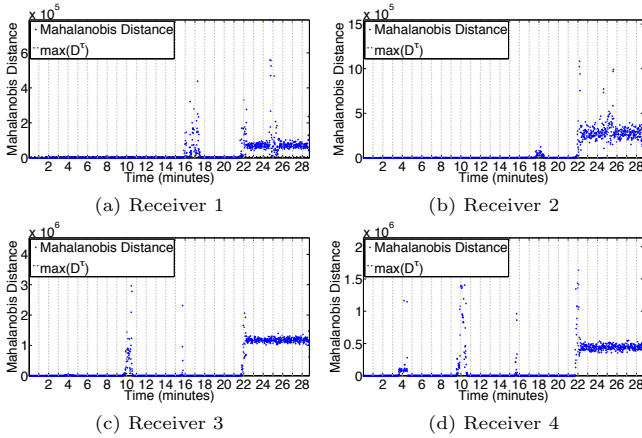 x 10^5
Mahalanobis Distance
max(D^τ)
Mahalanobis Distance
8
6
4
2
0
2 4 6 8 10 12 14 16 18 20 22 24 26 28
Time (minutes)
(a) Receiver 1
x 10^5
Mahalanobis Distance
max(D^τ)
Mahalanobis Distance
15
10
5
0
2 4 6 8 10 12 14 16 18 20 22 24 26 28
Time (minutes)
(b) Receiver 2
x 10^6
Mahalanobis Distance
max(D^τ)
Mahalanobis Distance
4
3
2
1
0
2 4 6 8 10 12 14 16 18 20 22 24 26 28
Time (minutes)
(c) Receiver 3
x 10^6
Mahalanobis Distance
max(D^τ)
Mahalanobis Distance
2
1.5
1
0.5
0
2 4 6 8 10 12 14 16 18 20 22 24 26 28
Time (minutes)
(d) Receiver 4